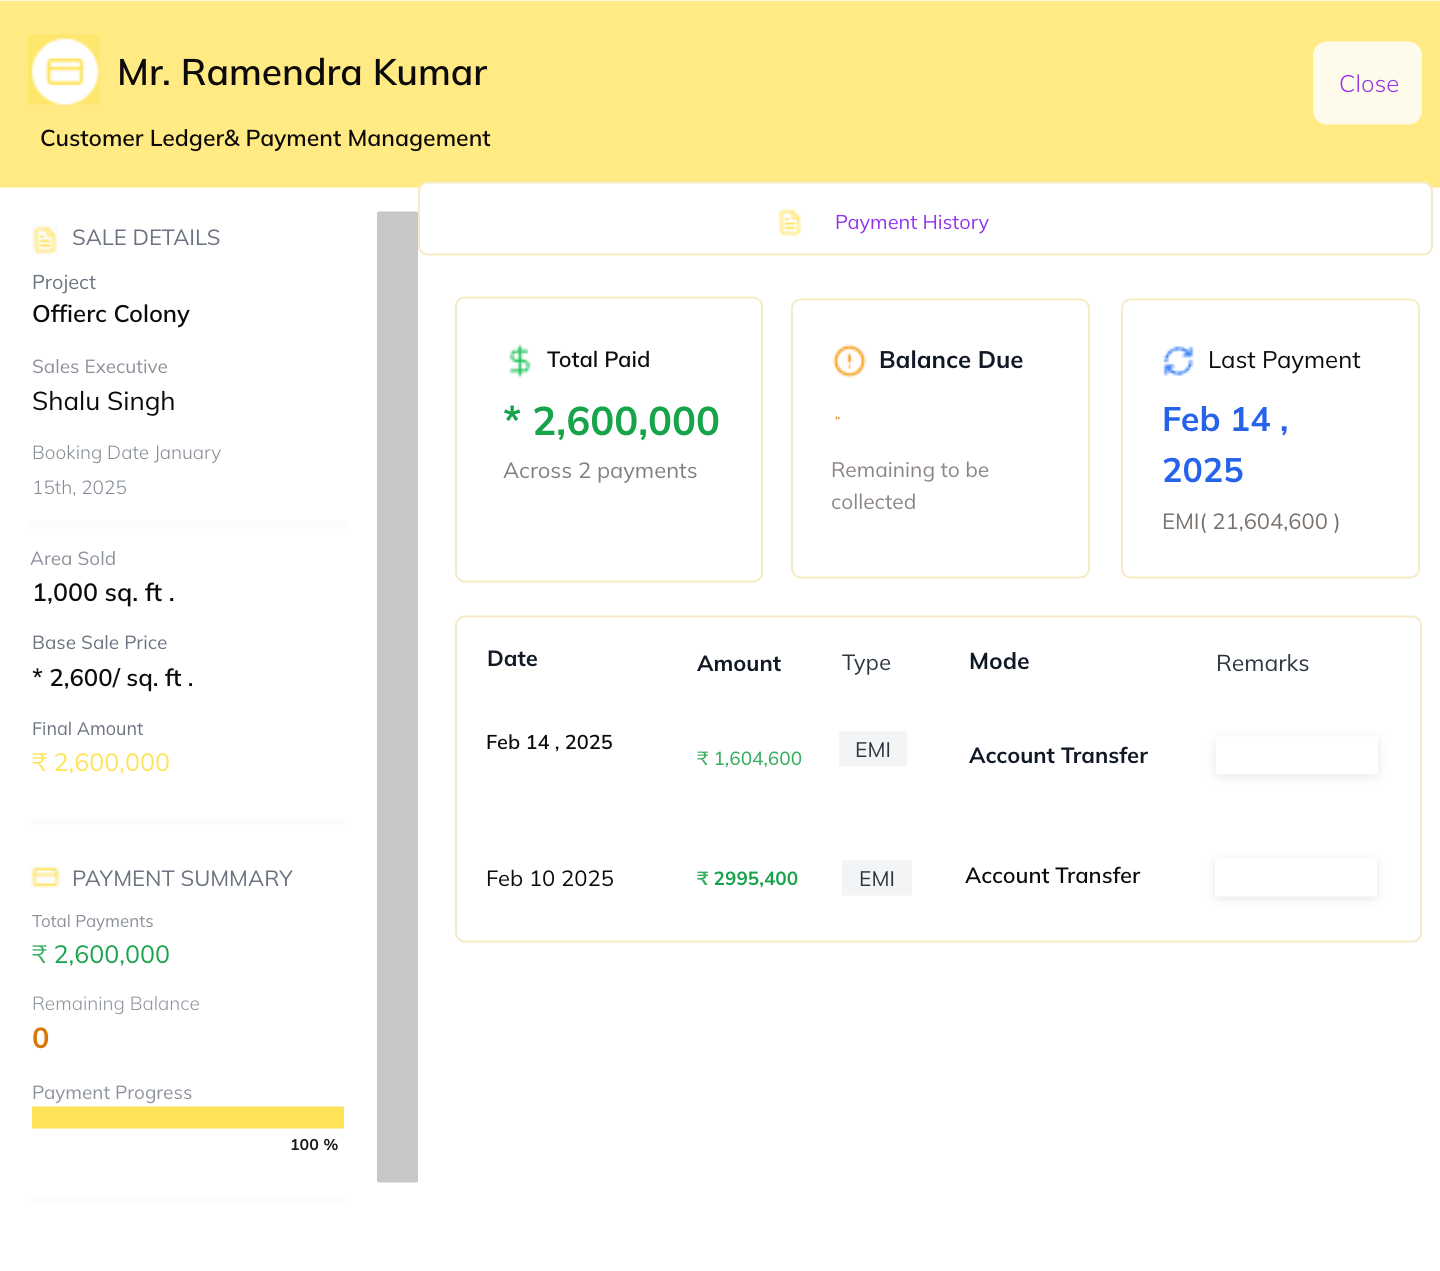 Mr. Ramendra Kumar
Close
Customer Ledger& Payment Management
SALE DETAILS
Project
Offierc Colony
Sales Executive
Shalu Singh
Booking Date January
15th, 2025
Area Sold
1,000 sq. ft .
Base Sale Price
* 2,600/ sq. ft .
Final Amount
₹ 2,600,000
PAYMENT SUMMARY
Total Payments
₹ 2,600,000
Remaining Balance
0
Payment Progress
100 %
Payment History
$ Total Paid
* 2,600,000
Across 2 payments
Balance Due
Remaining to be
collected
Last Payment
Feb 14 ,
2025
EMI( 21,604,600 )
Date Amount Type Mode Remarks
Feb 14 , 2025 ₹ 1,604,600 EMI Account Transfer
Feb 10 2025 ₹ 2995,400 EMI Account Transfer